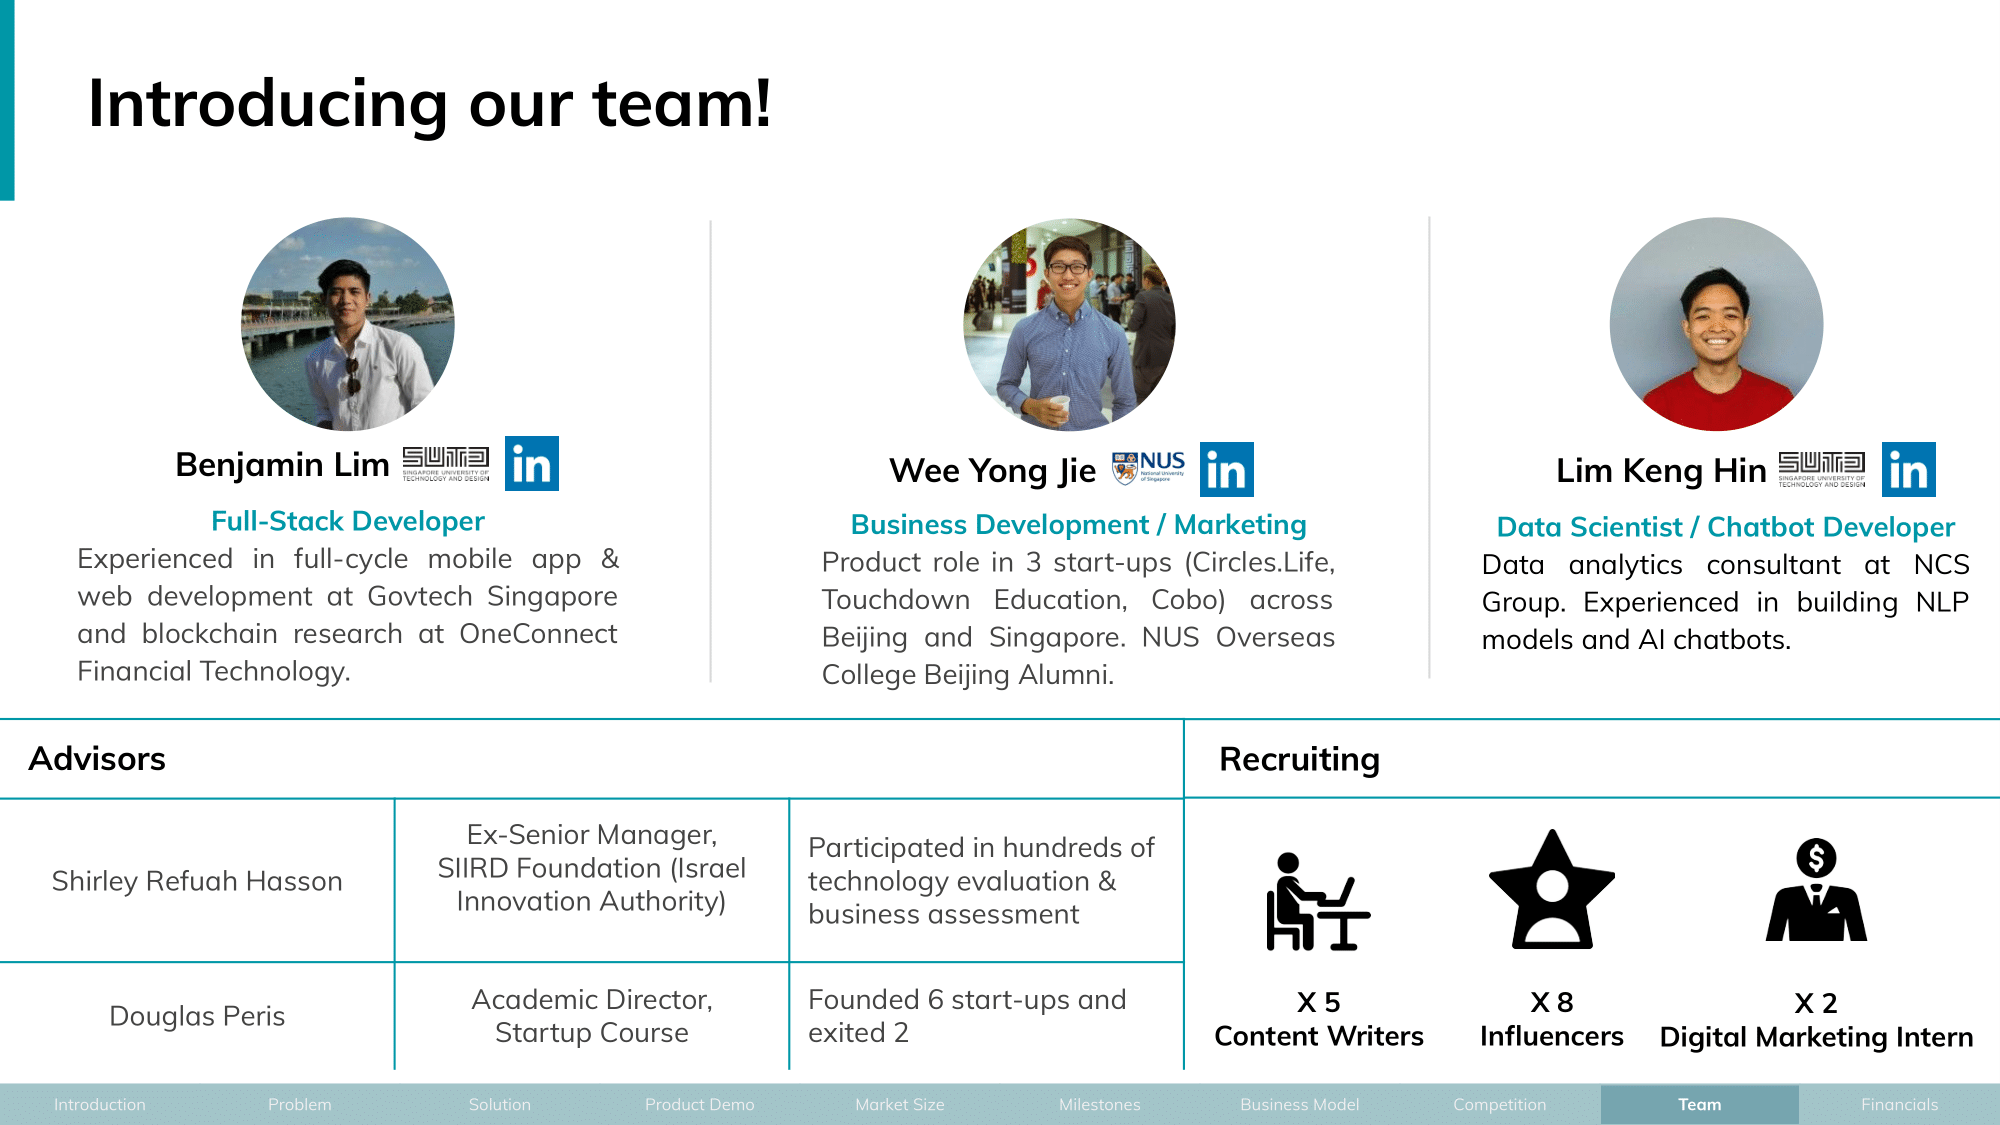 Introducing our team!
Benjamin Lim
SUTD
SINGAPORE UNIVERSITY OF
TECHNOLOGY AND DESIGN
in
Full-Stack Developer
Experienced in full-cycle mobile app &
web development at Govtech Singapore
and blockchain research at OneConnect
Financial Technology.
Wee Yong Jie
NUS
National University
of Singapore
in
Business Development / Marketing
Product role in 3 start-ups (Circles.Life,
Touchdown Education, Cobo) across
Beijing and Singapore. NUS Overseas
College Beijing Alumni.
Lim Keng Hin
SUTD
SINGAPORE UNIVERSITY OF
TECHNOLOGY AND DESIGN
in
Data Scientist / Chatbot Developer
Data analytics consultant at NCS
Group. Experienced in building NLP
models and AI chatbots.
Advisors
Shirley Refuah Hasson
Ex-Senior Manager,
SIIRD Foundation (Israel
Innovation Authority)
Participated in hundreds of
technology evaluation &
business assessment
Douglas Peris
Academic Director,
Startup Course
Founded 6 start-ups and
exited 2
Recruiting
$
X 5
Content Writers
X 8
Influencers
X 2
Digital Marketing Intern
Introduction Problem Solution Product Demo Market Size Milestones Business Model Competition Team Financials